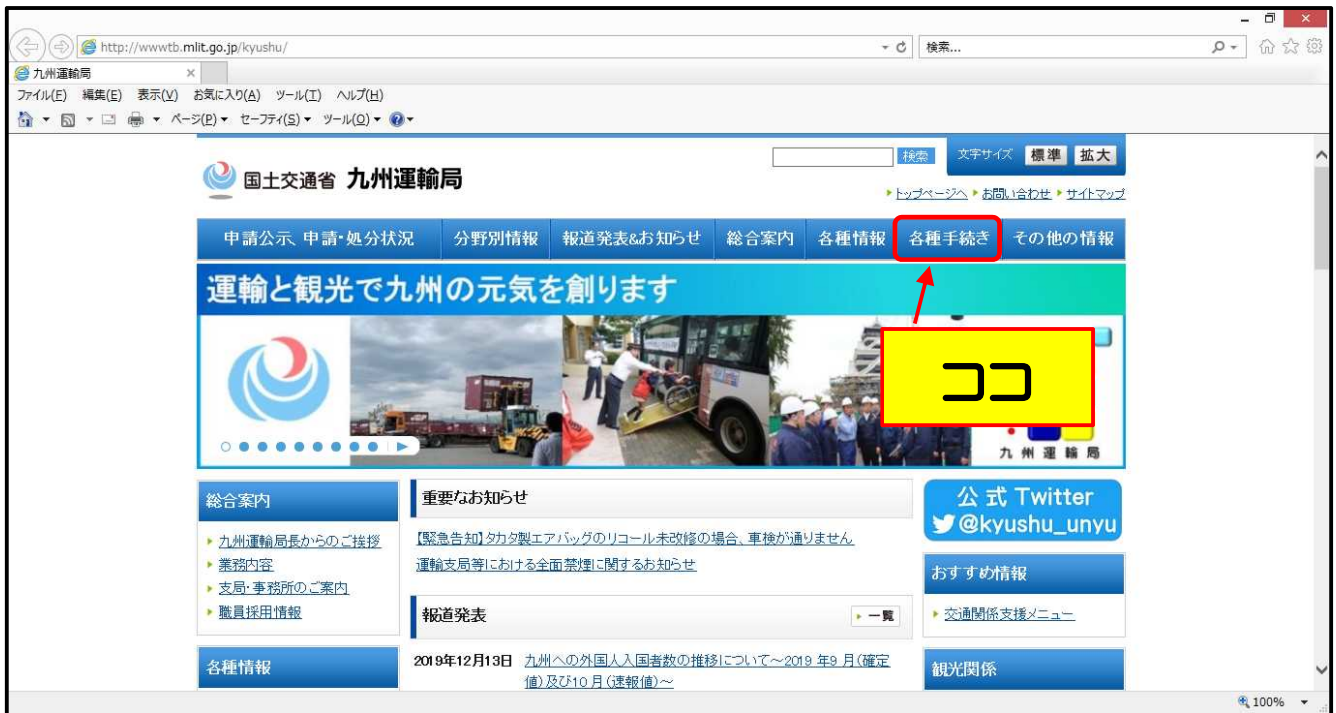 http://wwwtb.mlit.go.jp/kyushu/
検索...
九州運輸局
ファイル(F) 編集(E) 表示(V) お気に入り(A) ツール(T) ヘルプ(H)
ページ(P) セーフティ(S) ツール(O)
検索 文字サイズ 標準 拡大
国土交通省 九州運輸局
トップページへ お問い合わせ サイトマップ
申請公示、申請・処分状況 分野別情報 報道発表&お知らせ 総合案内 各種情報 各種手続き その他の情報
運輸と観光で九州の元気を創ります
ココ
九州運輸局
総合案内
九州運輸局長からのご挨拶
業務内容
支局・事務所のご案内
職員採用情報
各種情報
重要なお知らせ
【緊急告知】タカタ製エアバッグのリコール未改修の場合、車検が通りません
運輸支局等における全面禁煙に関するお知らせ
報道発表 一覧
2019年12月13日 九州への外国人入国者数の推移について～2019 年9 月(確定
値)及び10 月(速報値)～
公式 Twitter
@kyushu_unyu
おすすめ情報
交通関係支援メニュー
観光関係
100%